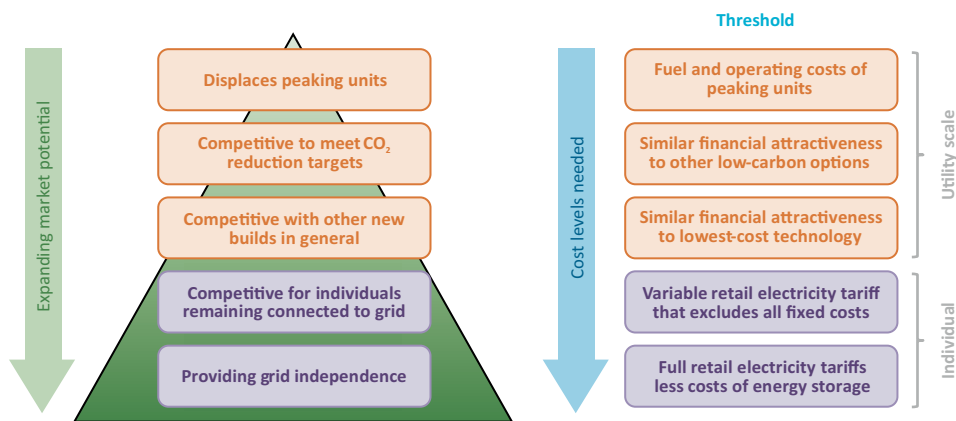 Threshold
Expanding market potential
Displaces peaking units
Competitive to meet CO₂
reduction targets
Competitive with other new
builds in general
Competitive for individuals
remaining connected to grid
Providing grid independence
Cost levels needed
Fuel and operating costs of
peaking units
Similar financial attractiveness
to other low-carbon options
Similar financial attractiveness
to lowest-cost technology
Variable retail electricity tariff
that excludes all fixed costs
Full retail electricity tariffs
less costs of energy storage
Utility scale
Individual